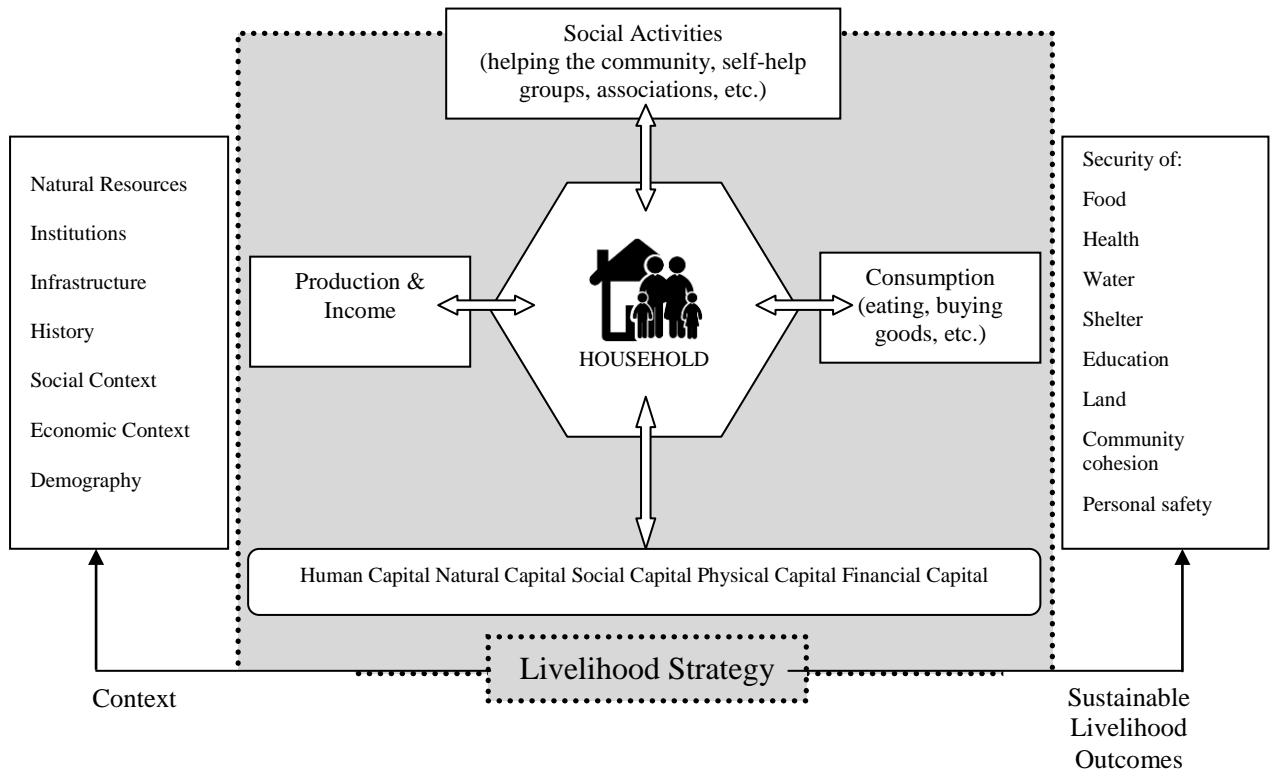 Social Activities
(helping the community, self-help
groups, associations, etc.)
Natural Resources
Institutions
Infrastructure
History
Social Context
Economic Context
Demography
Production &
Income
HOUSEHOLD
Consumption
(eating, buying
goods, etc.)
Security of:
Food
Health
Water
Shelter
Education
Land
Community
cohesion
Personal safety
Human Capital Natural Capital Social Capital Physical Capital Financial Capital
Livelihood Strategy
Context
Sustainable
Livelihood
Outcomes